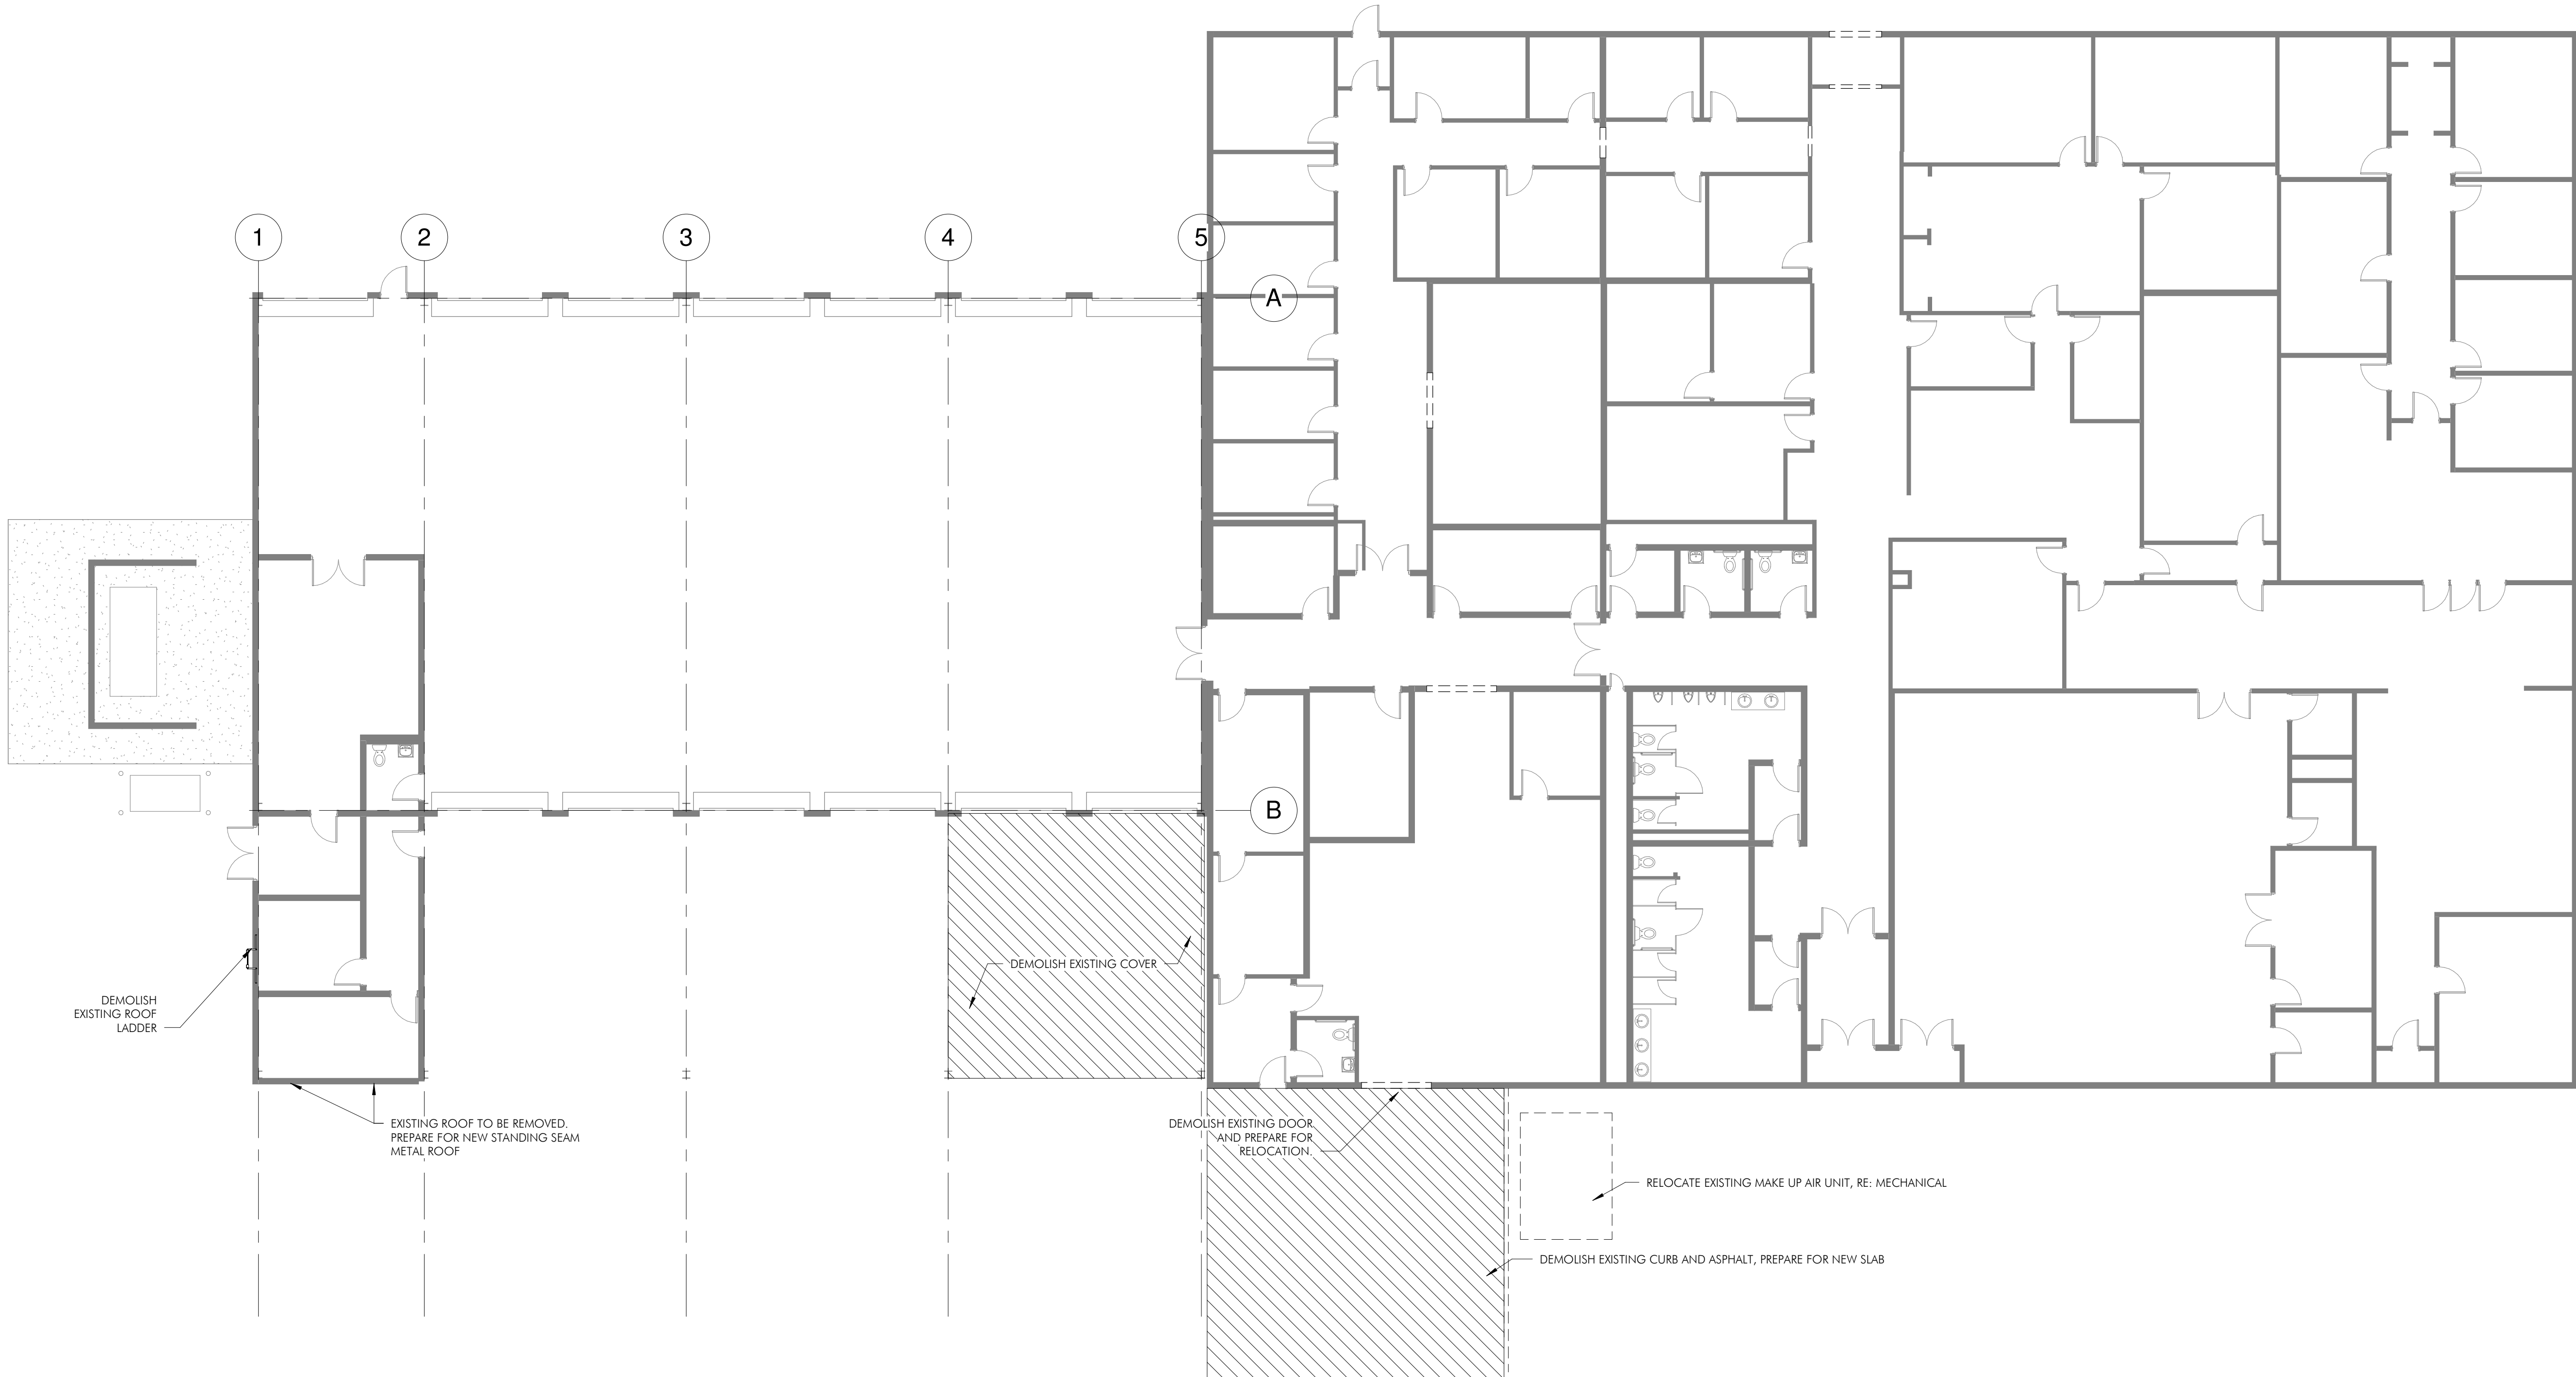 1
2
3
4
5
A
B
DEMOLISH EXISTING COVER
DEMOLISH
EXISTING ROOF
LADDER
EXISTING ROOF TO BE REMOVED.
PREPARE FOR NEW STANDING SEAM
METAL ROOF
DEMOLISH EXISTING DOOR
AND PREPARE FOR
RELOCATION.
RELOCATE EXISTING MAKE UP AIR UNIT, RE: MECHANICAL
DEMOLISH EXISTING CURB AND ASPHALT, PREPARE FOR NEW SLAB